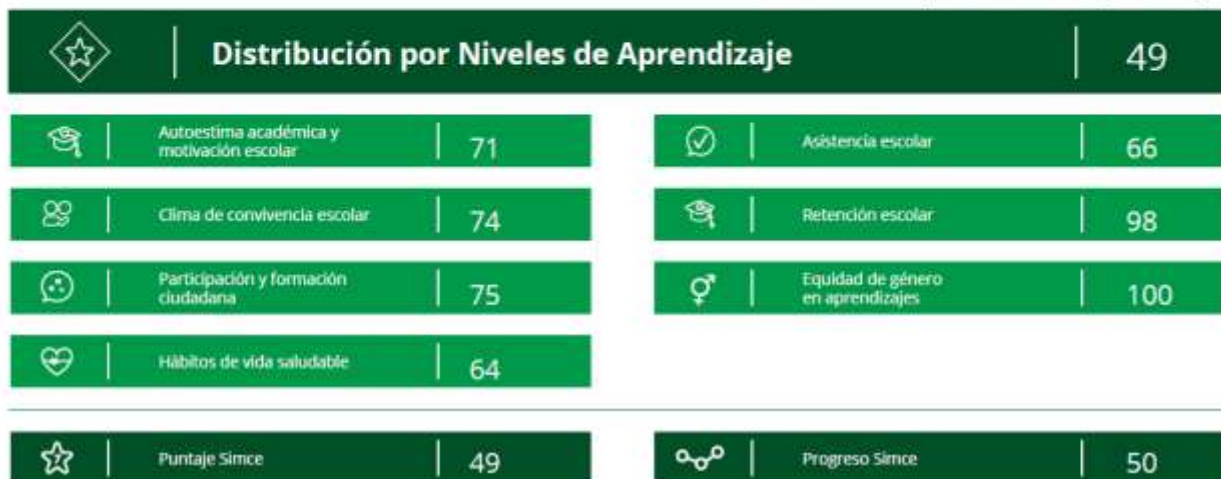 Distribución por Niveles de Aprendizaje 49
Autoestima académica y
motivación escolar 71
Asistencia escolar 66
Clima de convivencia escolar 74
Retención escolar 98
Participación y formación
ciudadana 75
Equidad de género
en aprendizajes 100
Hábitos de vida saludable 64
Puntaje Simce 49
Progreso Simce 50